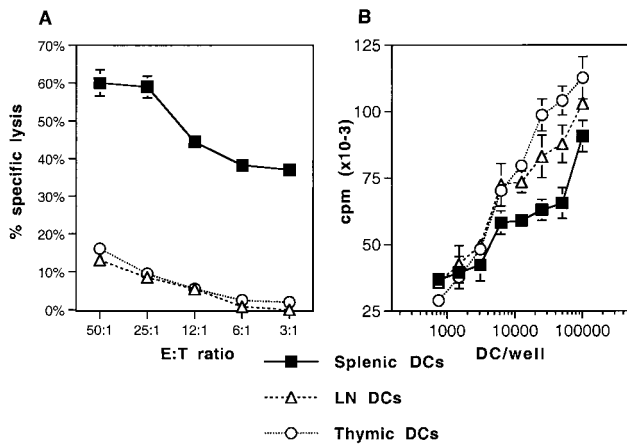 A
B
70%
60%
50%
40%
30%
20%
10%
0%
% specific lysis
50:1
25:1
12:1
6:1
3:1
E:T ratio
125
100
75
50
25
cpm (x10-3)
1000
10000
100000
DC/well
Splenic DCs
LN DCs
Thymic DCs